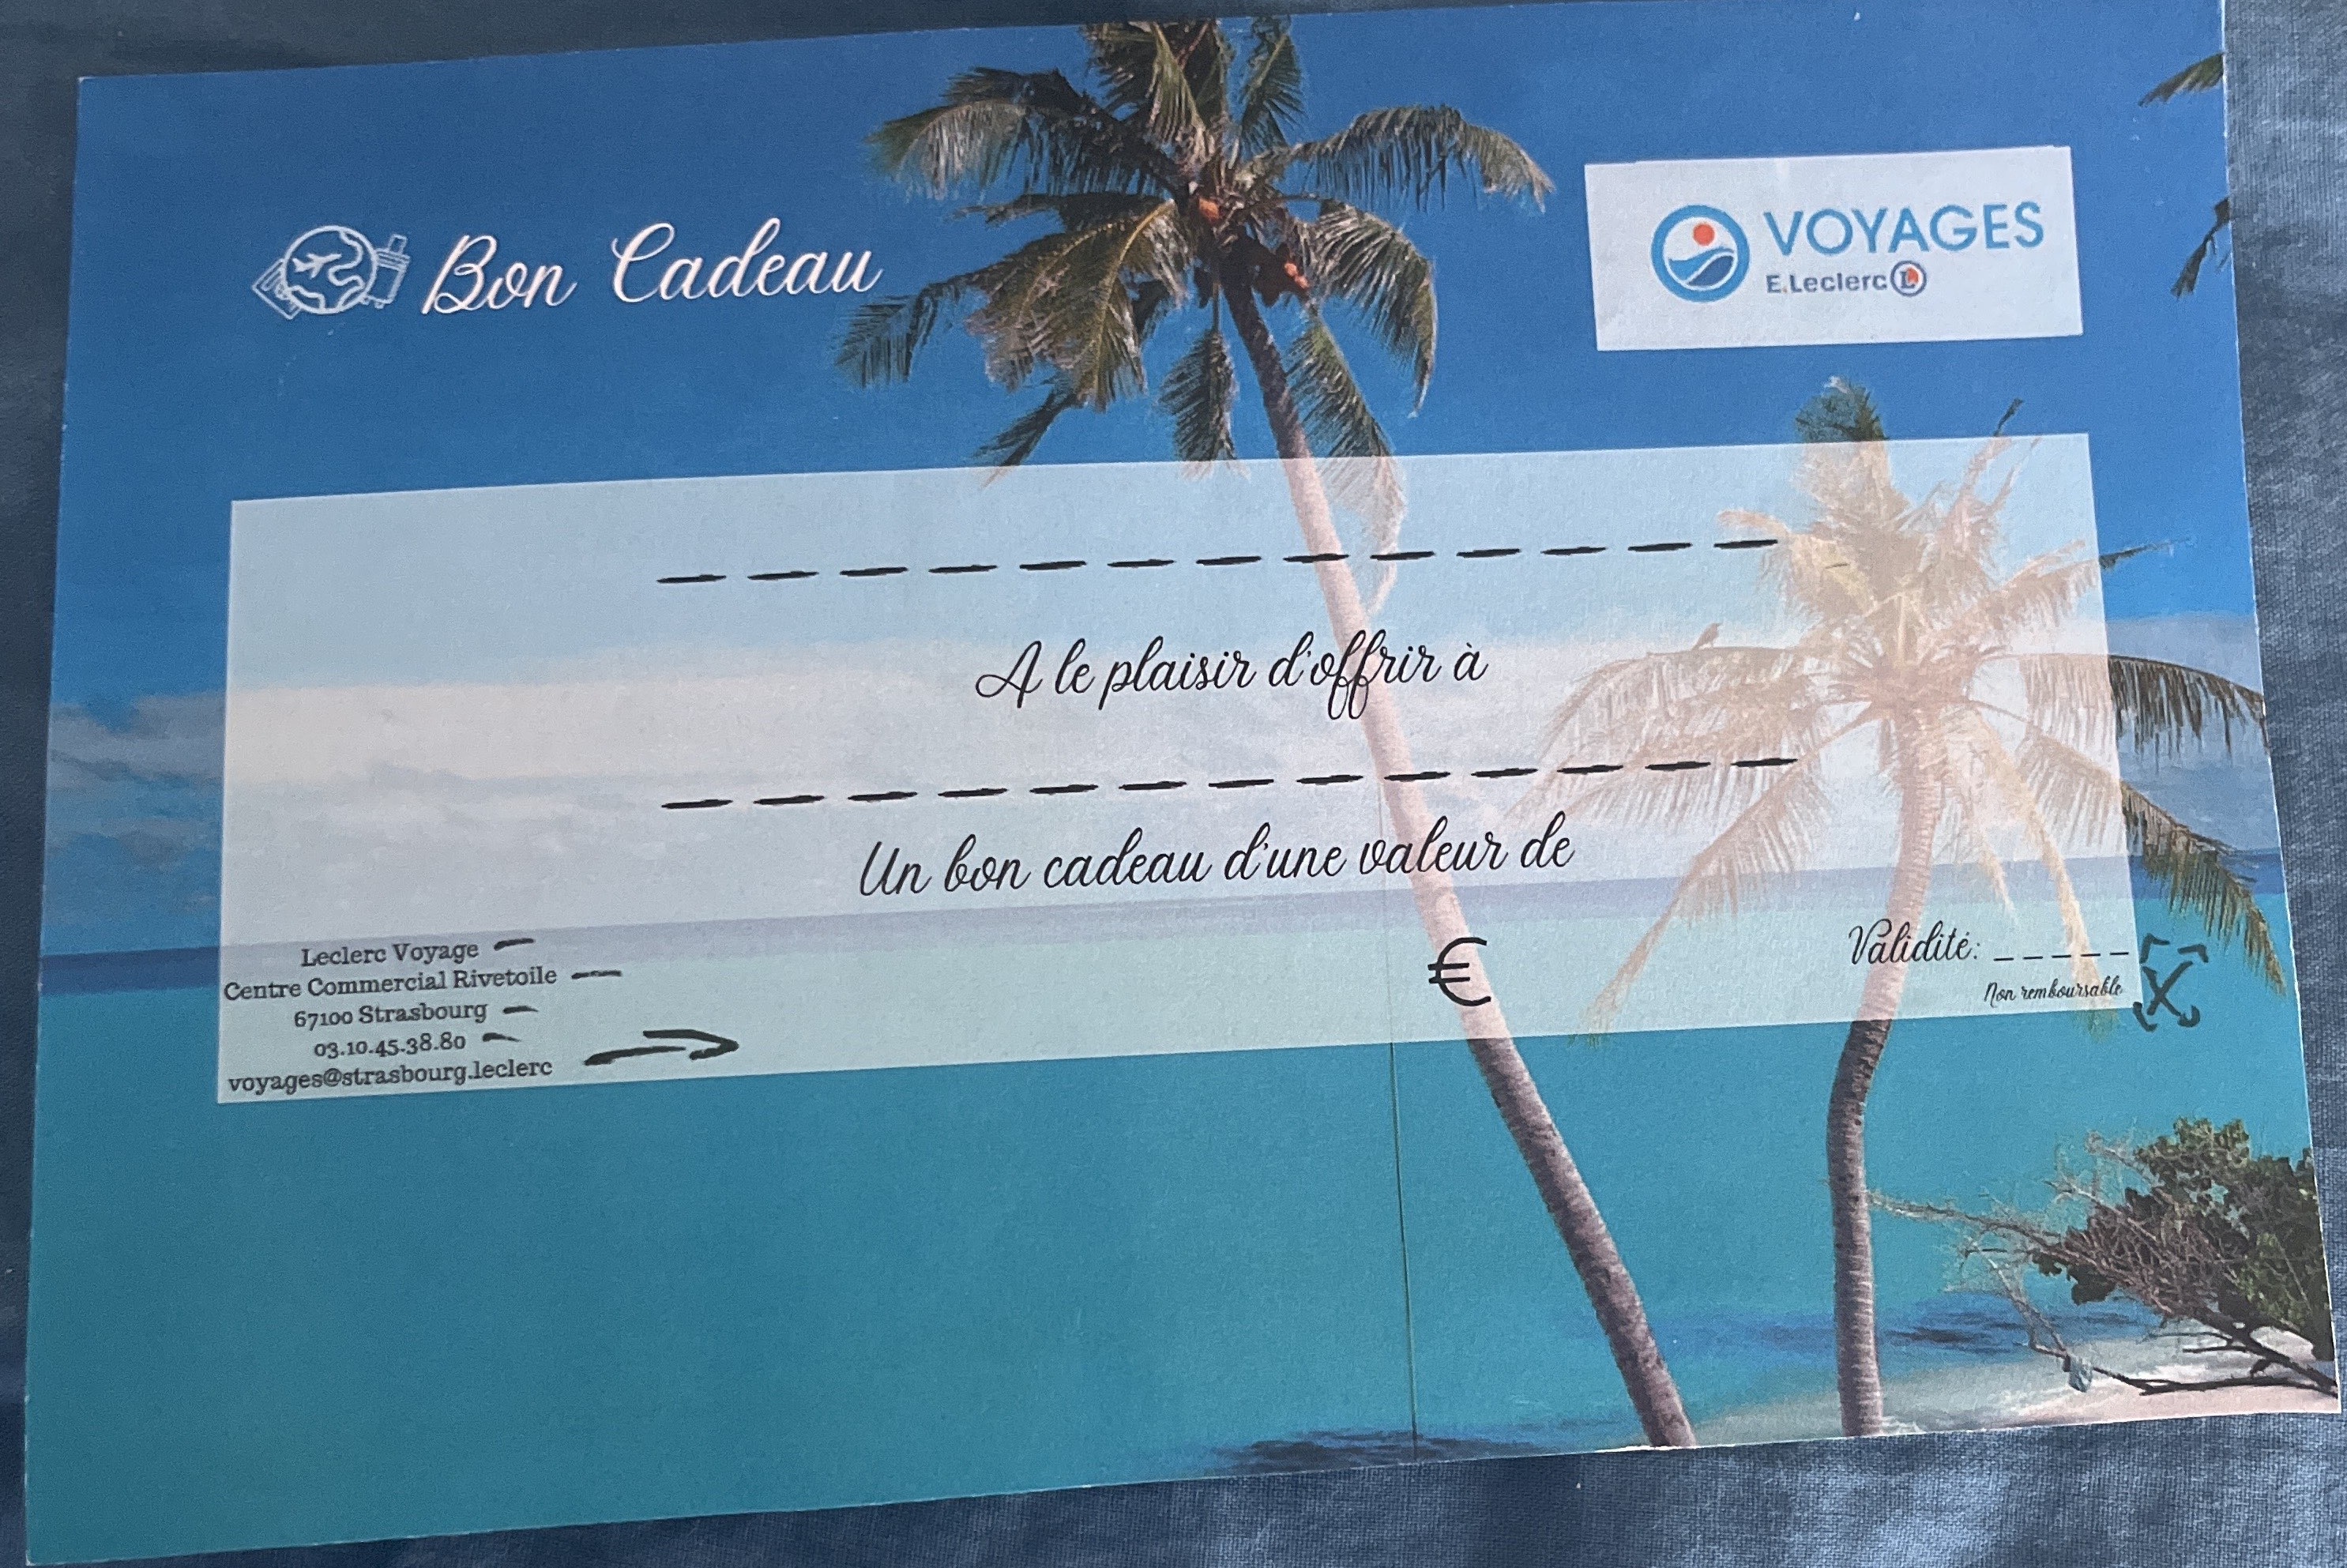 Bon Cadeau
VOYAGES
E.Leclerc L
A le plaisir d'offrir à
Un bon cadeau d'une valeur de
€
Validité: _ _ _ _ _
Non remboursable
X
Leclerc Voyage
Centre Commercial Rivetoile
67100 Strasbourg
03.10.45.38.80
voyages@strasbourg.leclerc